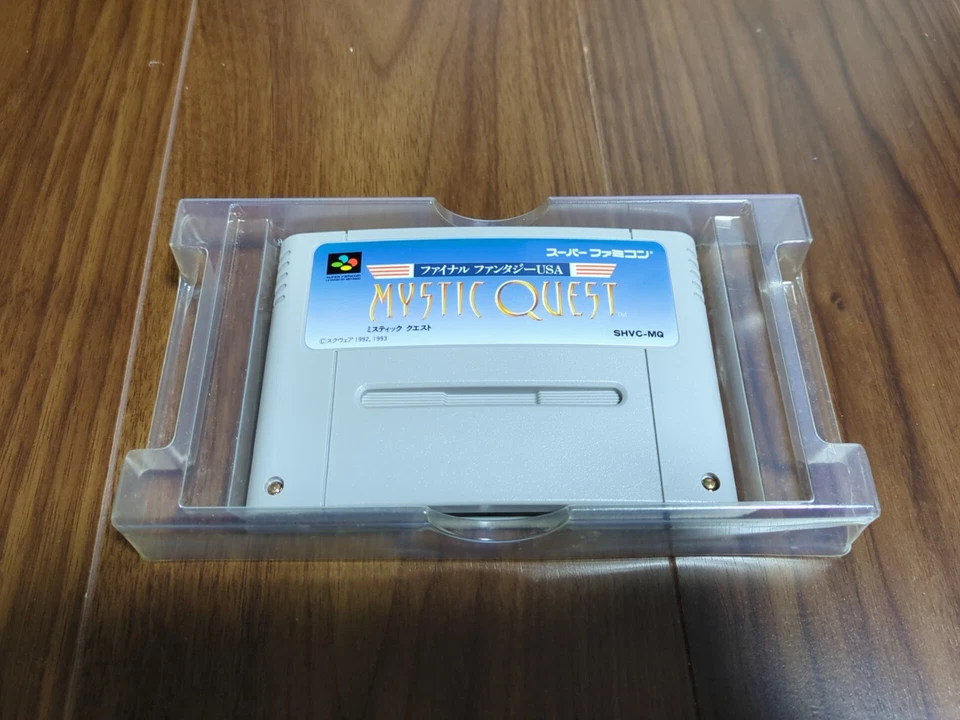 スーパーファミコン
ファイナル ファンタジーUSA
MYSTIC QUEST™
ミスティック クエスト
©スクウェア 1992, 1993
SHVC-MQ